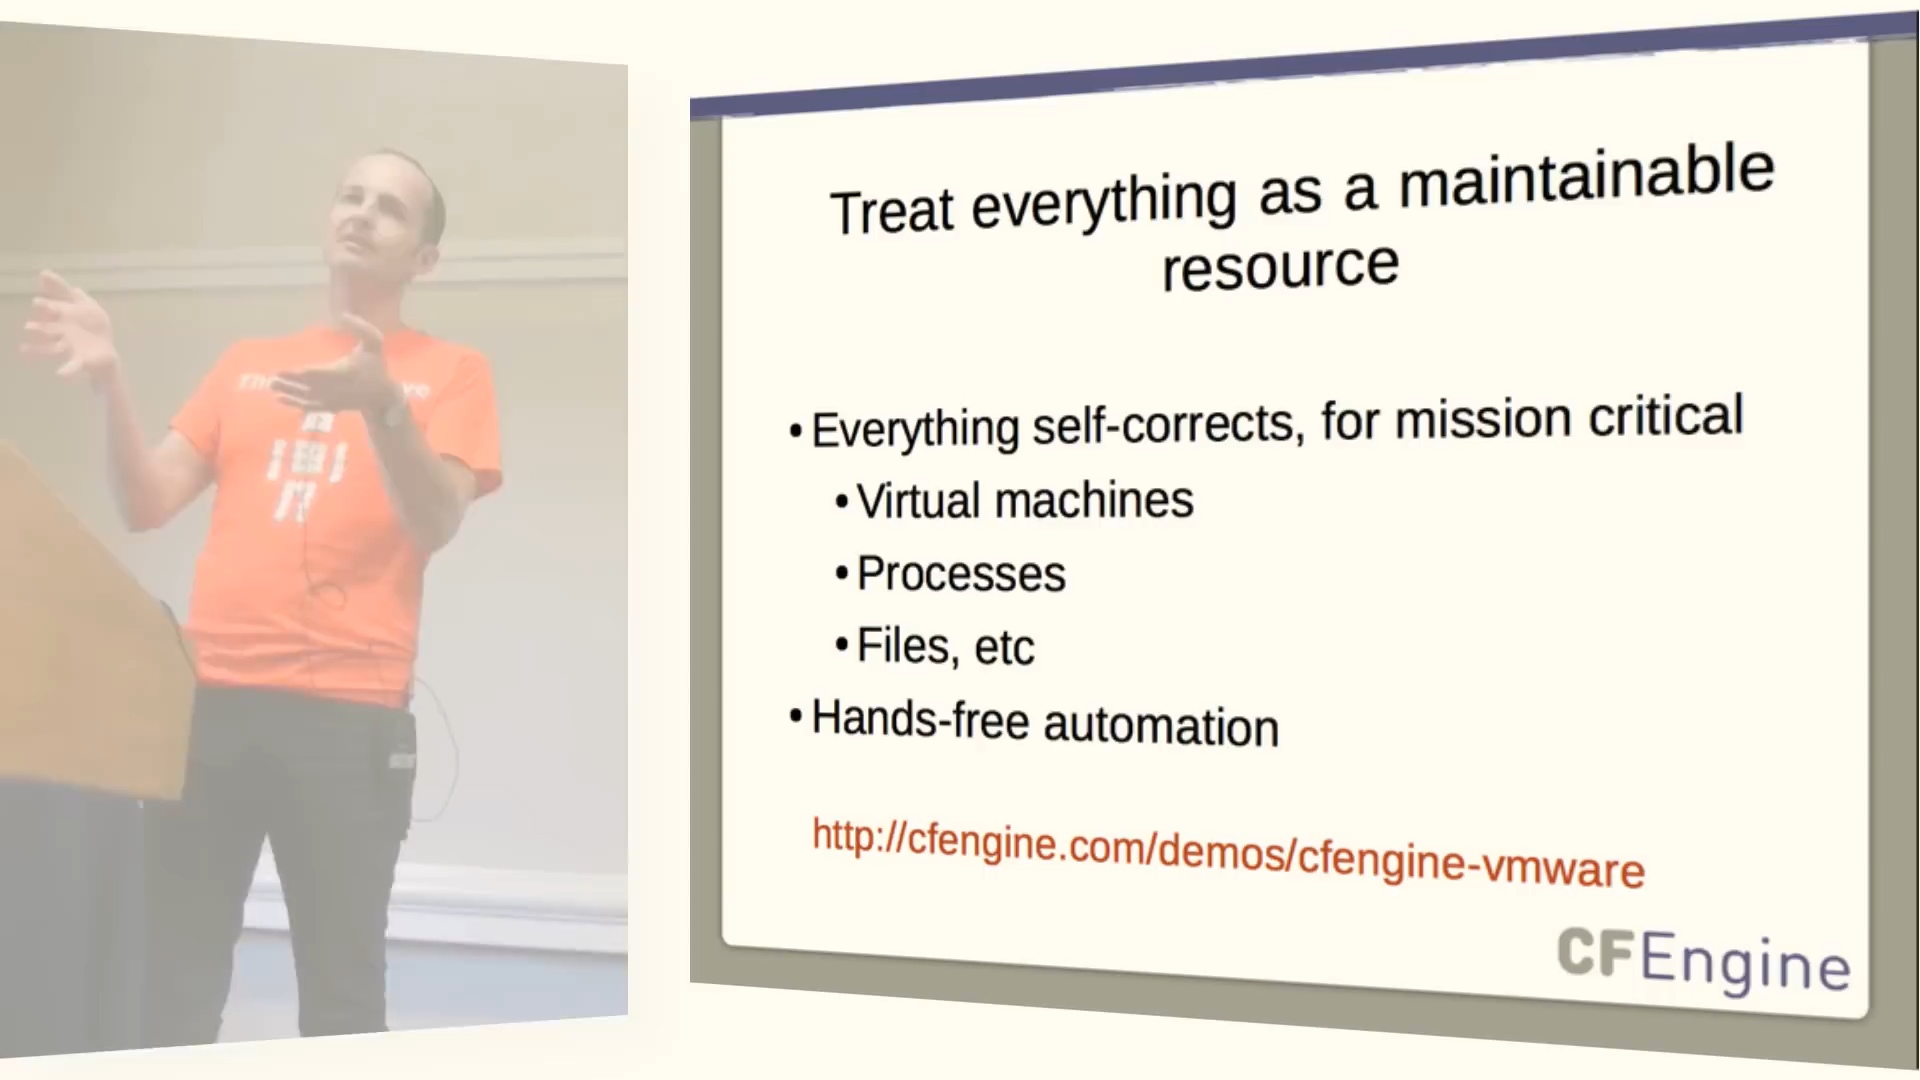 Treat everything as a maintainable
resource
• Everything self-corrects, for mission critical
• Virtual machines
• Processes
• Files, etc
• Hands-free automation
http://cfengine.com/demos/cfengine-vmware
CFEngine